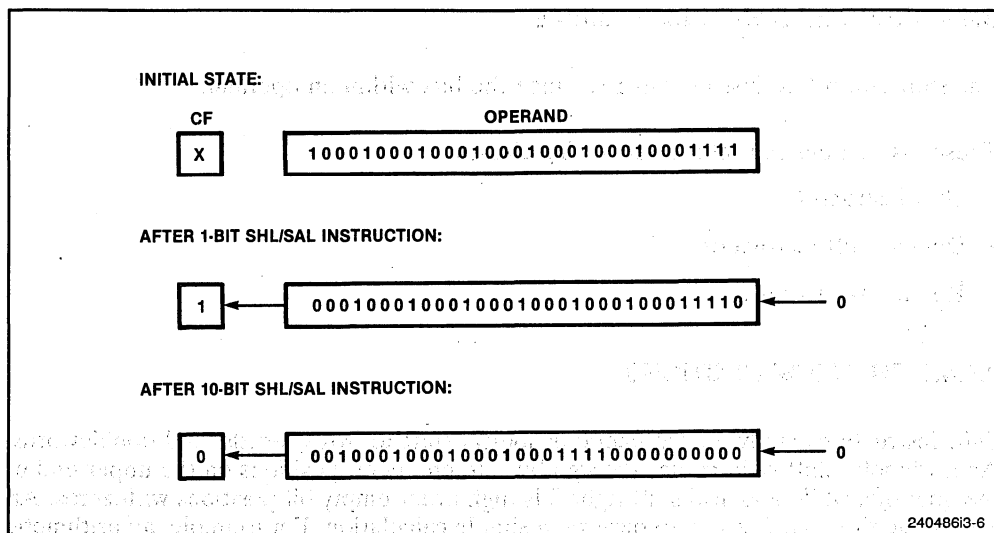 INITIAL STATE:
CF OPERAND
X 10001000100010001000100010001111
AFTER 1-BIT SHL/SAL INSTRUCTION:
1 00010001000100010001000100011110 0
AFTER 10-BIT SHL/SAL INSTRUCTION:
0 00100010001000100011110000000000 0
240486i3-6